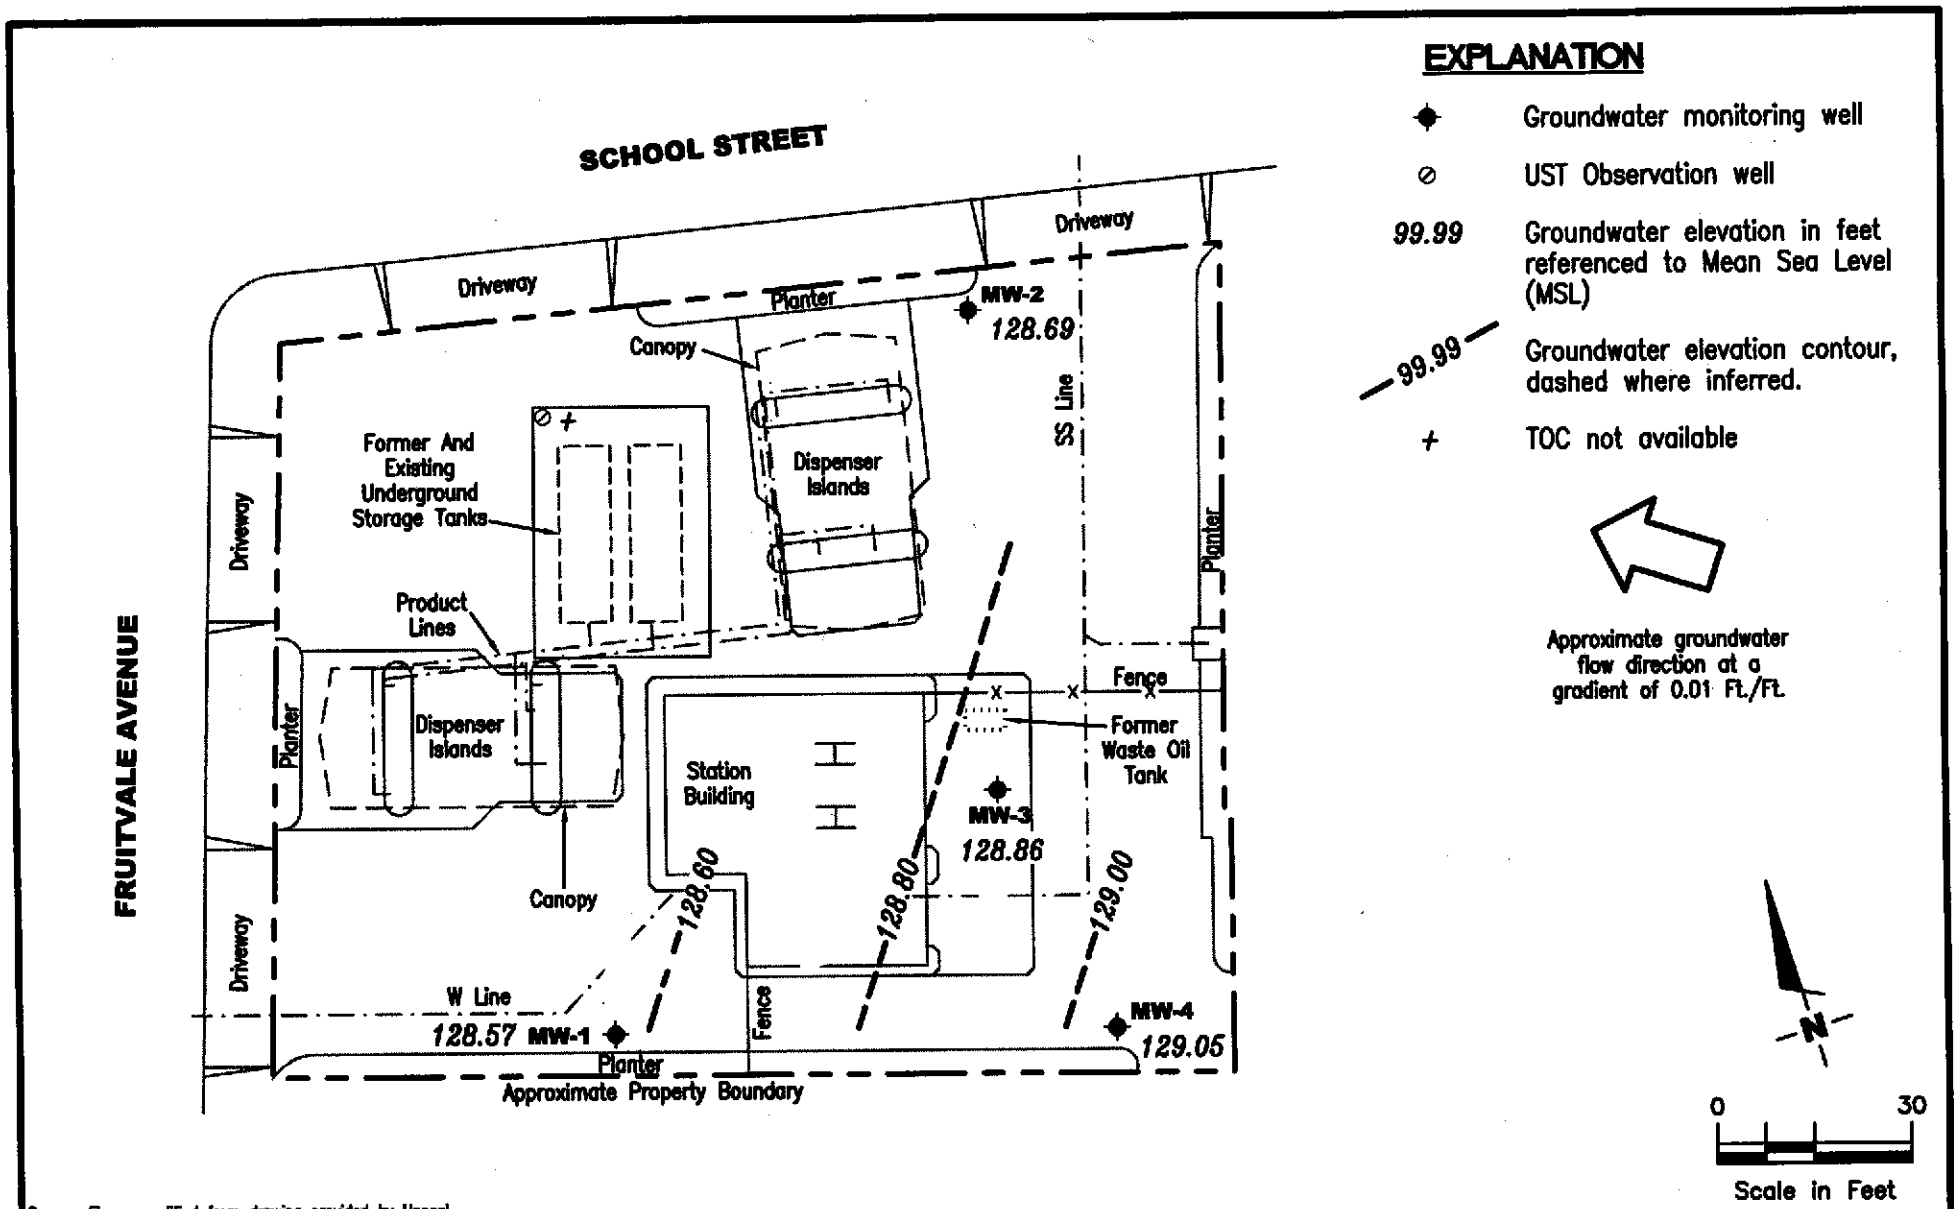 EXPLANATION
Groundwater monitoring well
UST Observation well
99.99
Groundwater elevation in feet
referenced to Mean Sea Level
(MSL)
99.99
Groundwater elevation contour,
dashed where inferred.
+
TOC not available
Approximate groundwater
flow direction at a
gradient of 0.01 Ft./Ft.
N
0 30
Scale in Feet
SCHOOL STREET
FRUITVALE AVENUE
Driveway
Driveway
Planter
MW-2
128.69
Canopy
SS Line
+
Former And
Existing
Underground
Storage Tanks
Dispenser
Islands
Driveway
Planter
Product
Lines
Fence
x x x
Planter
Dispenser
Islands
Station
Building
Former
Waste Oil
Tank
MW-3
128.86
Canopy
128.60
128.80
129.00
Driveway
W Line
128.57 MW-1
Fence
MW-4
129.05
Planter
Approximate Property Boundary
drawing provided by